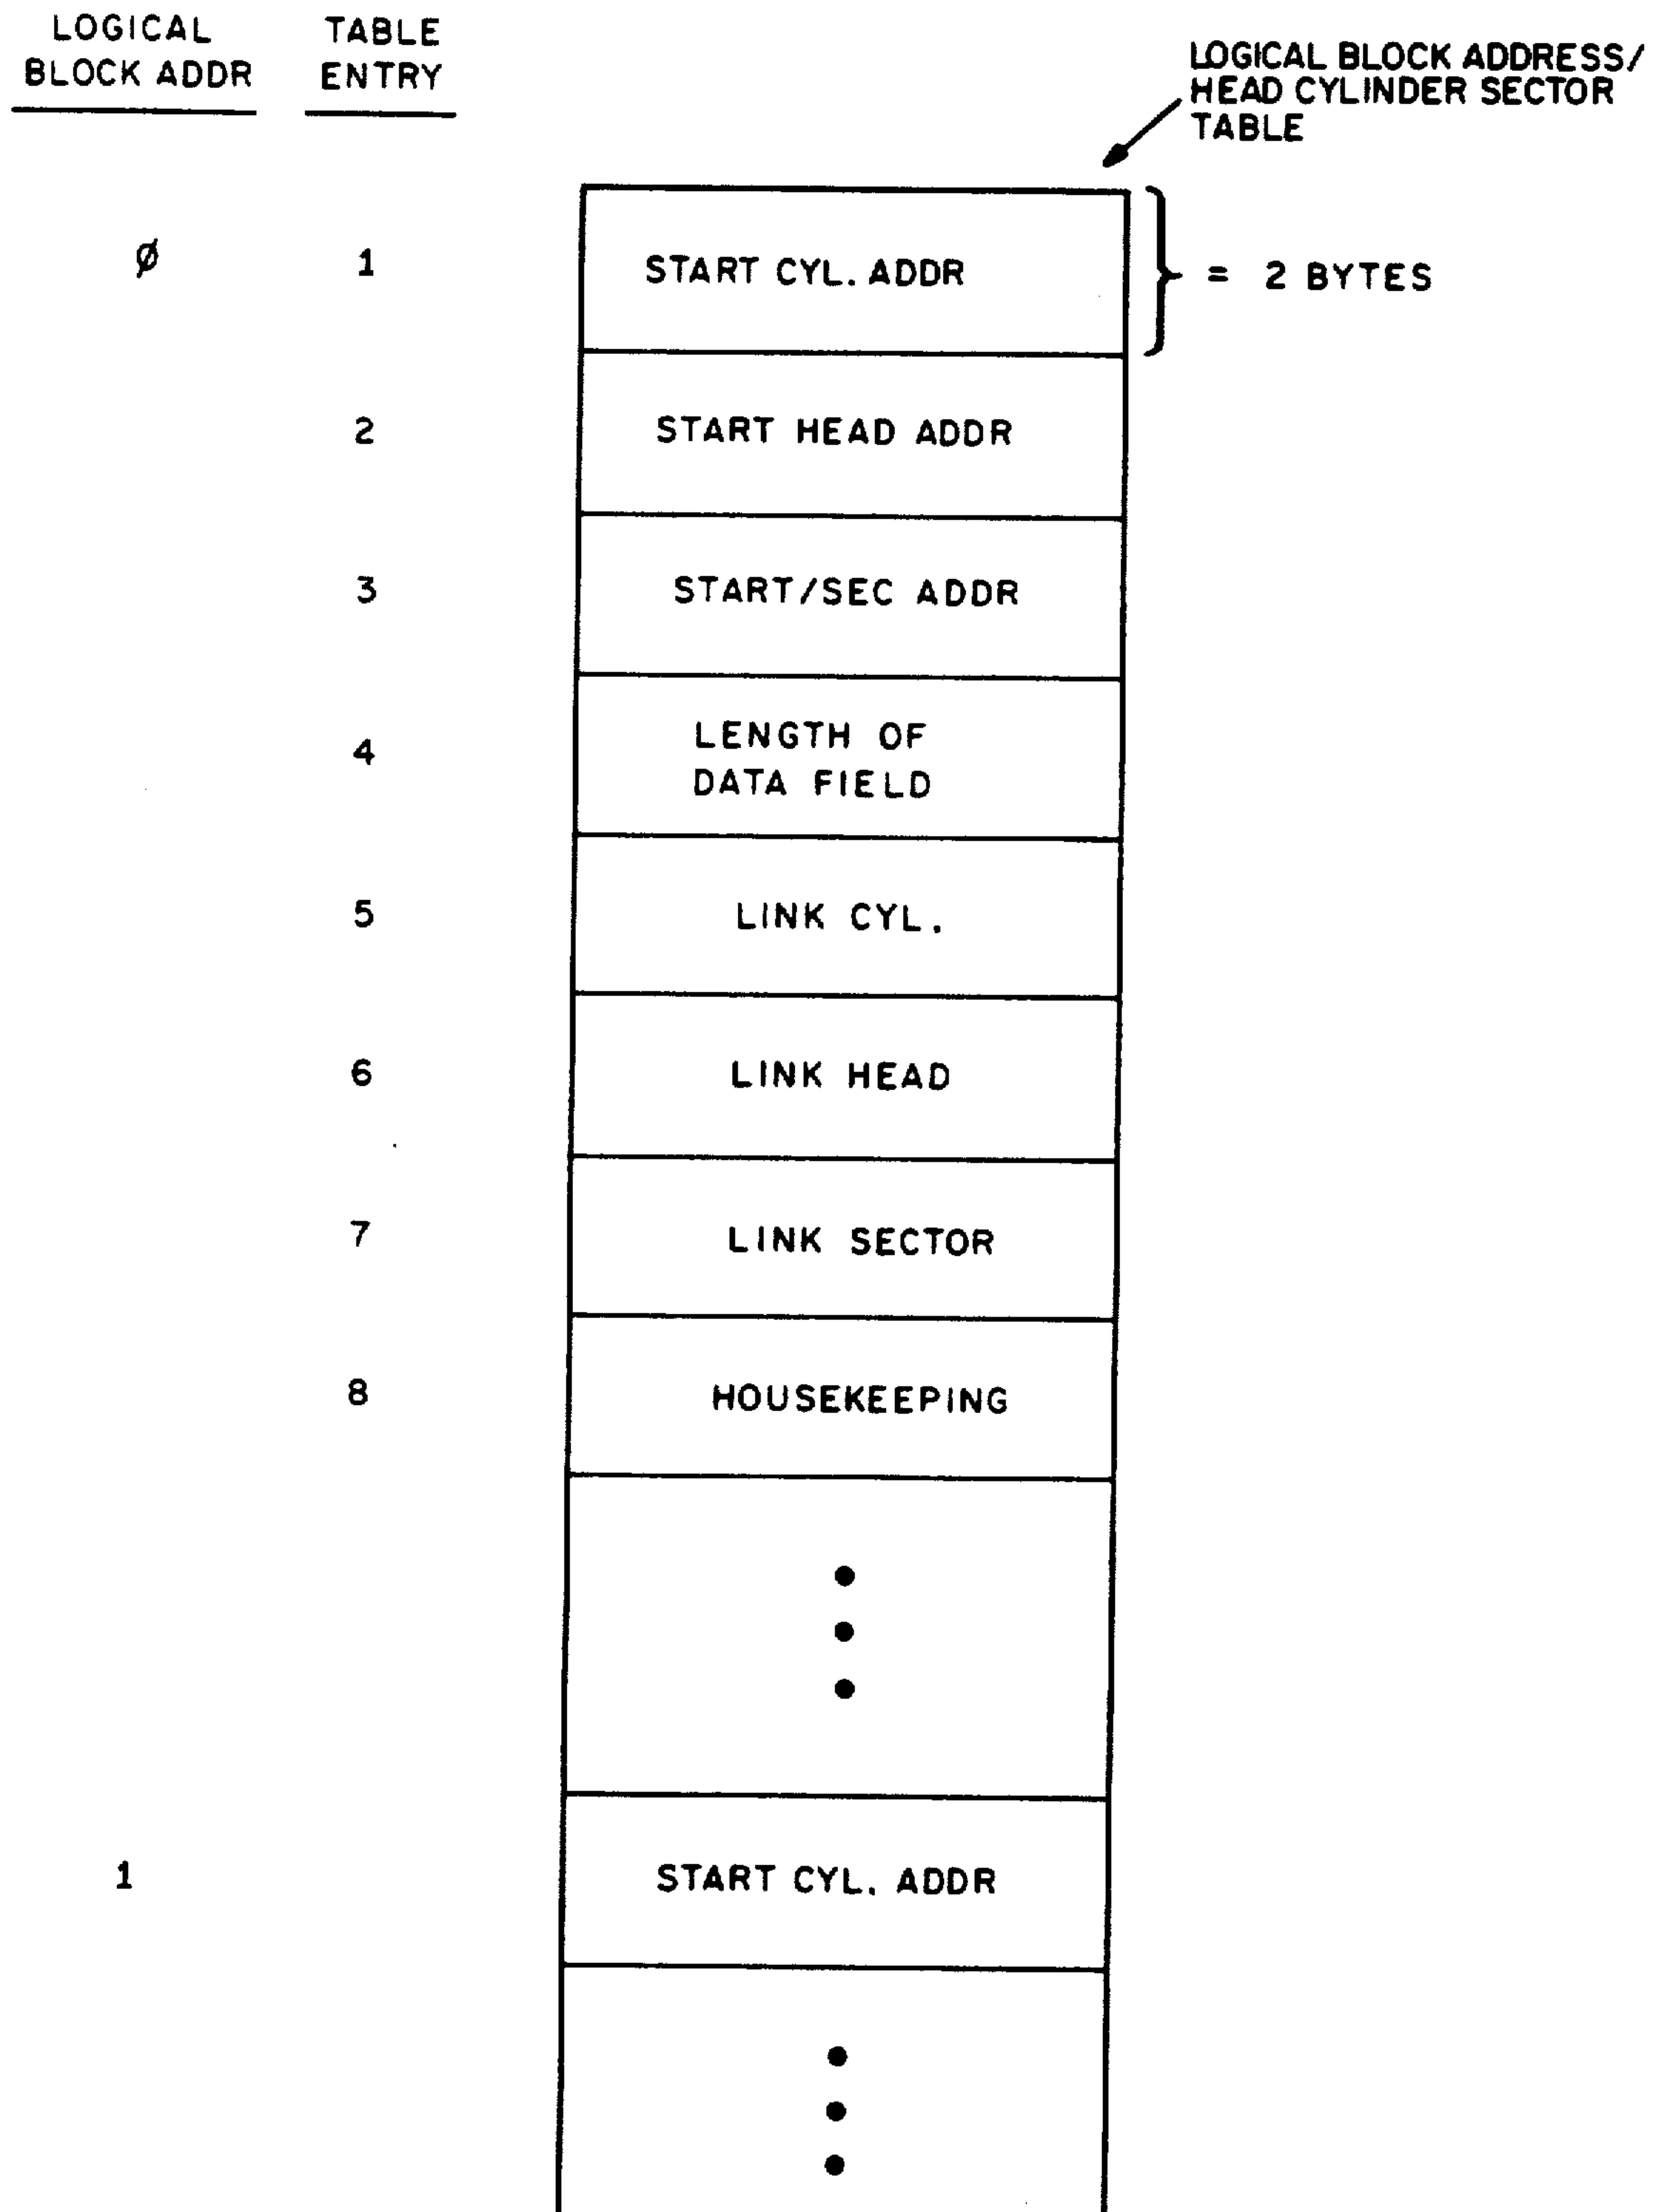 LOGICAL
BLOCK ADDR
TABLE
ENTRY
LOGICAL BLOCK ADDRESS/
HEAD CYLINDER SECTOR
TABLE
Ø 1 START CYL. ADDR = 2 BYTES
2 START HEAD ADDR
3 START/SEC ADDR
4 LENGTH OF
DATA FIELD
5 LINK CYL.
6 LINK HEAD
7 LINK SECTOR
8 HOUSEKEEPING
1 START CYL. ADDR